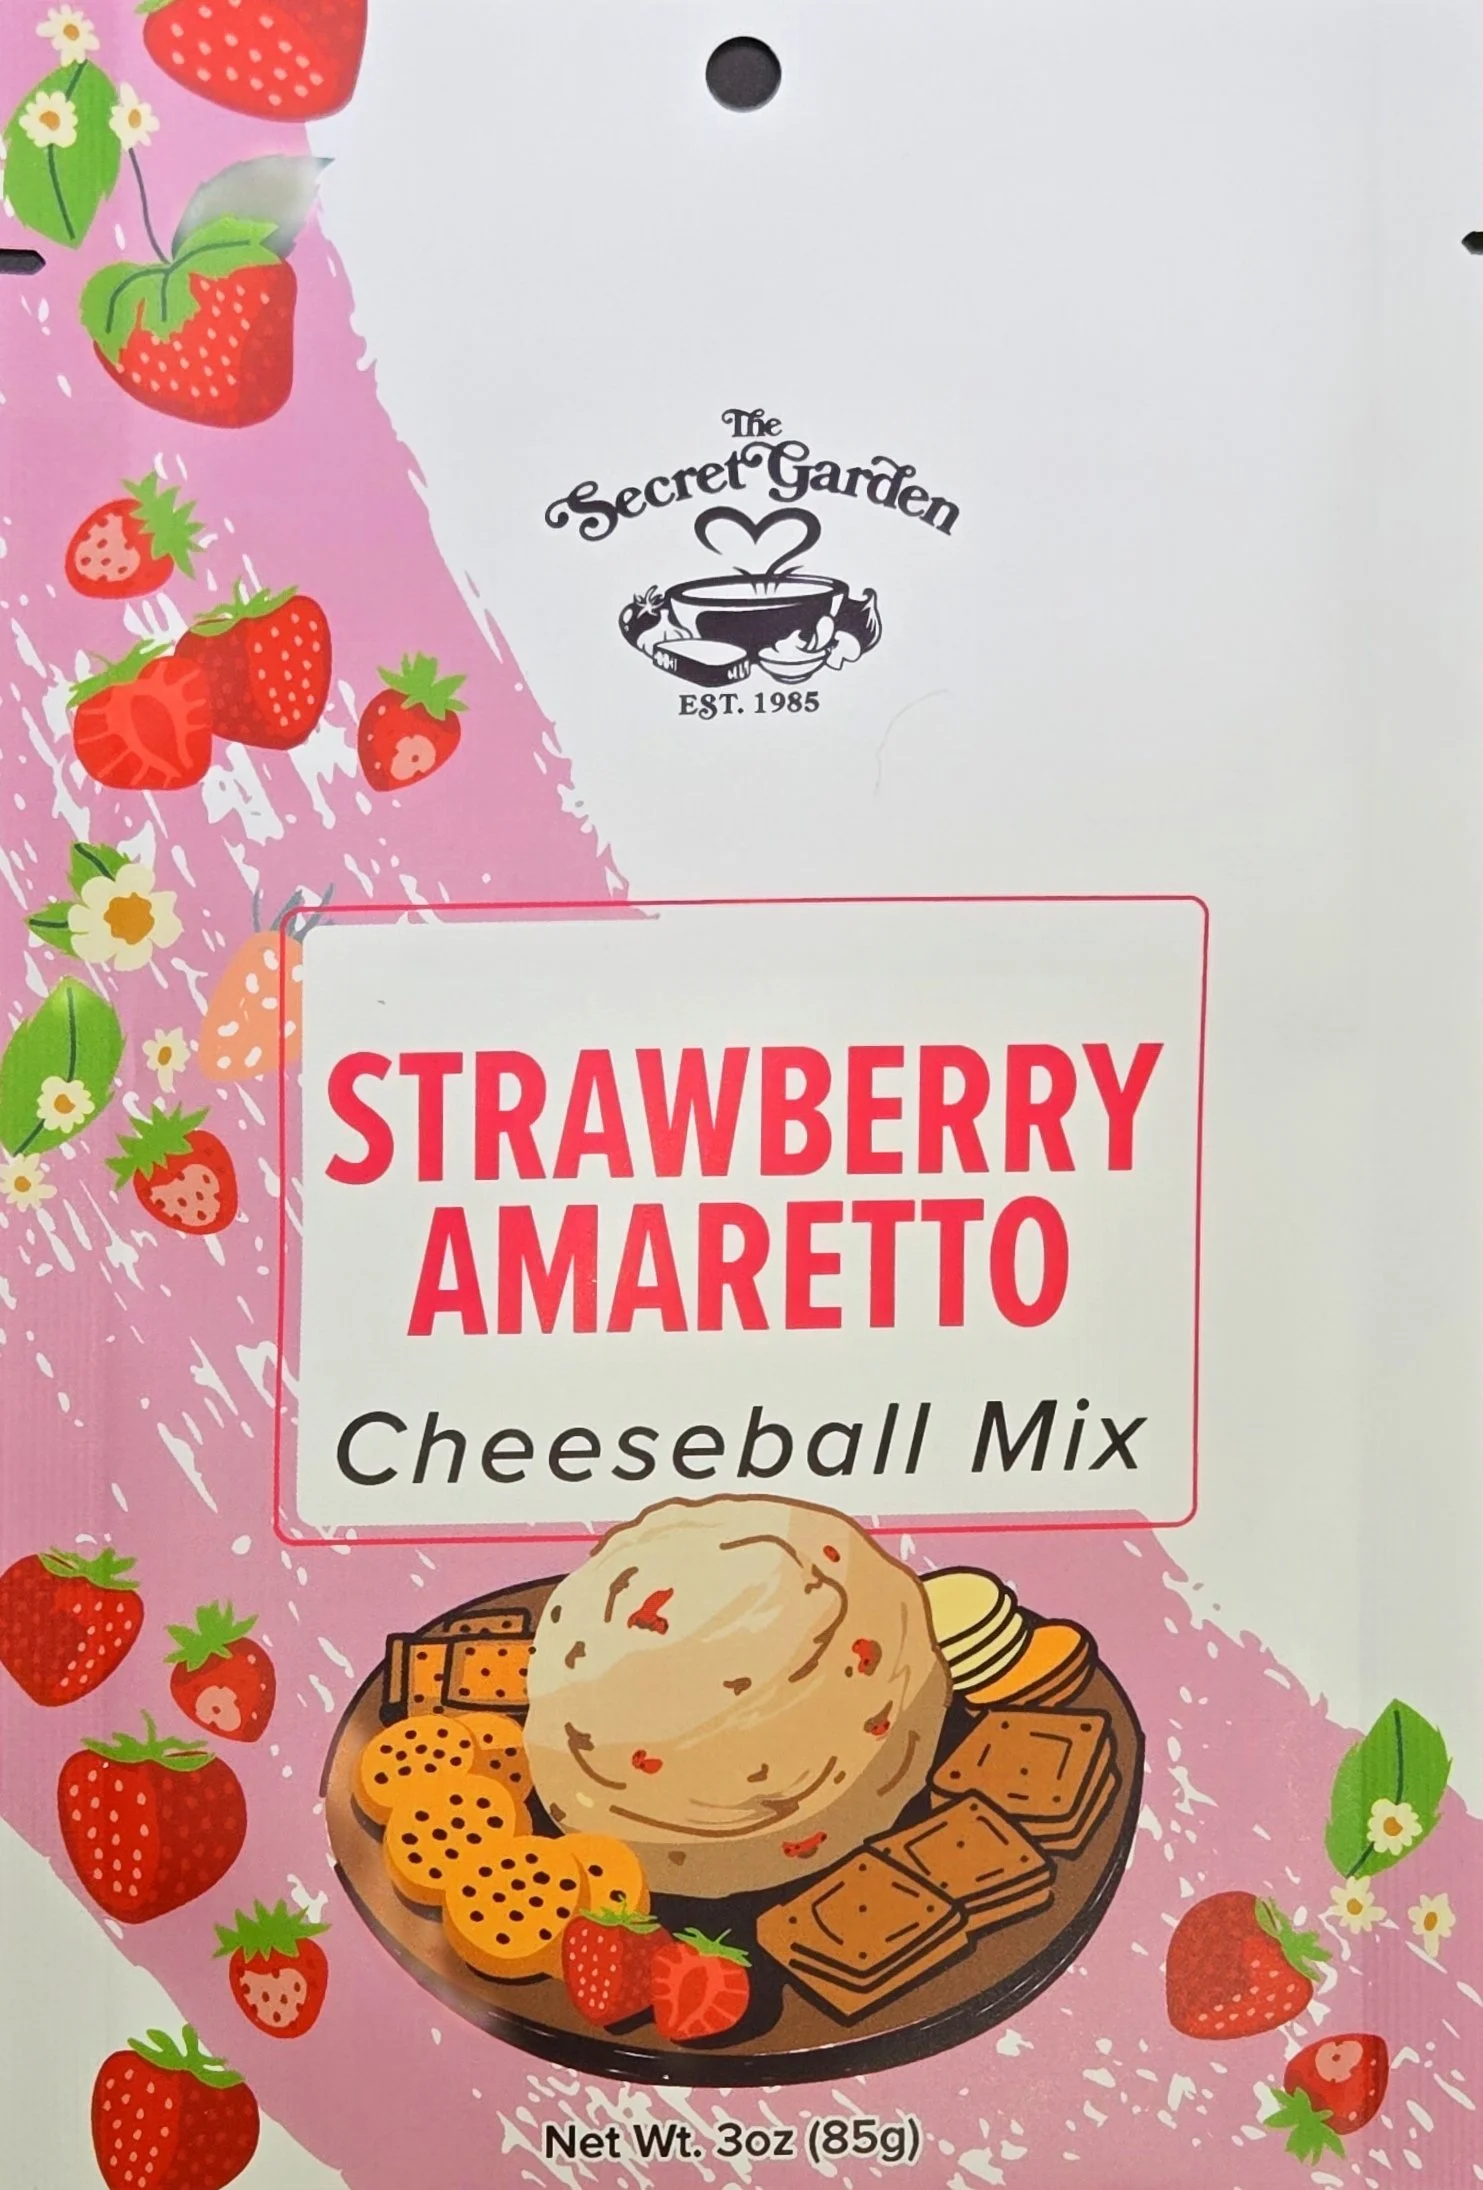 The
Secret Garden
EST. 1985
STRAWBERRY
AMARETTO
Cheeseball Mix
Net Wt. 3oz (85g)